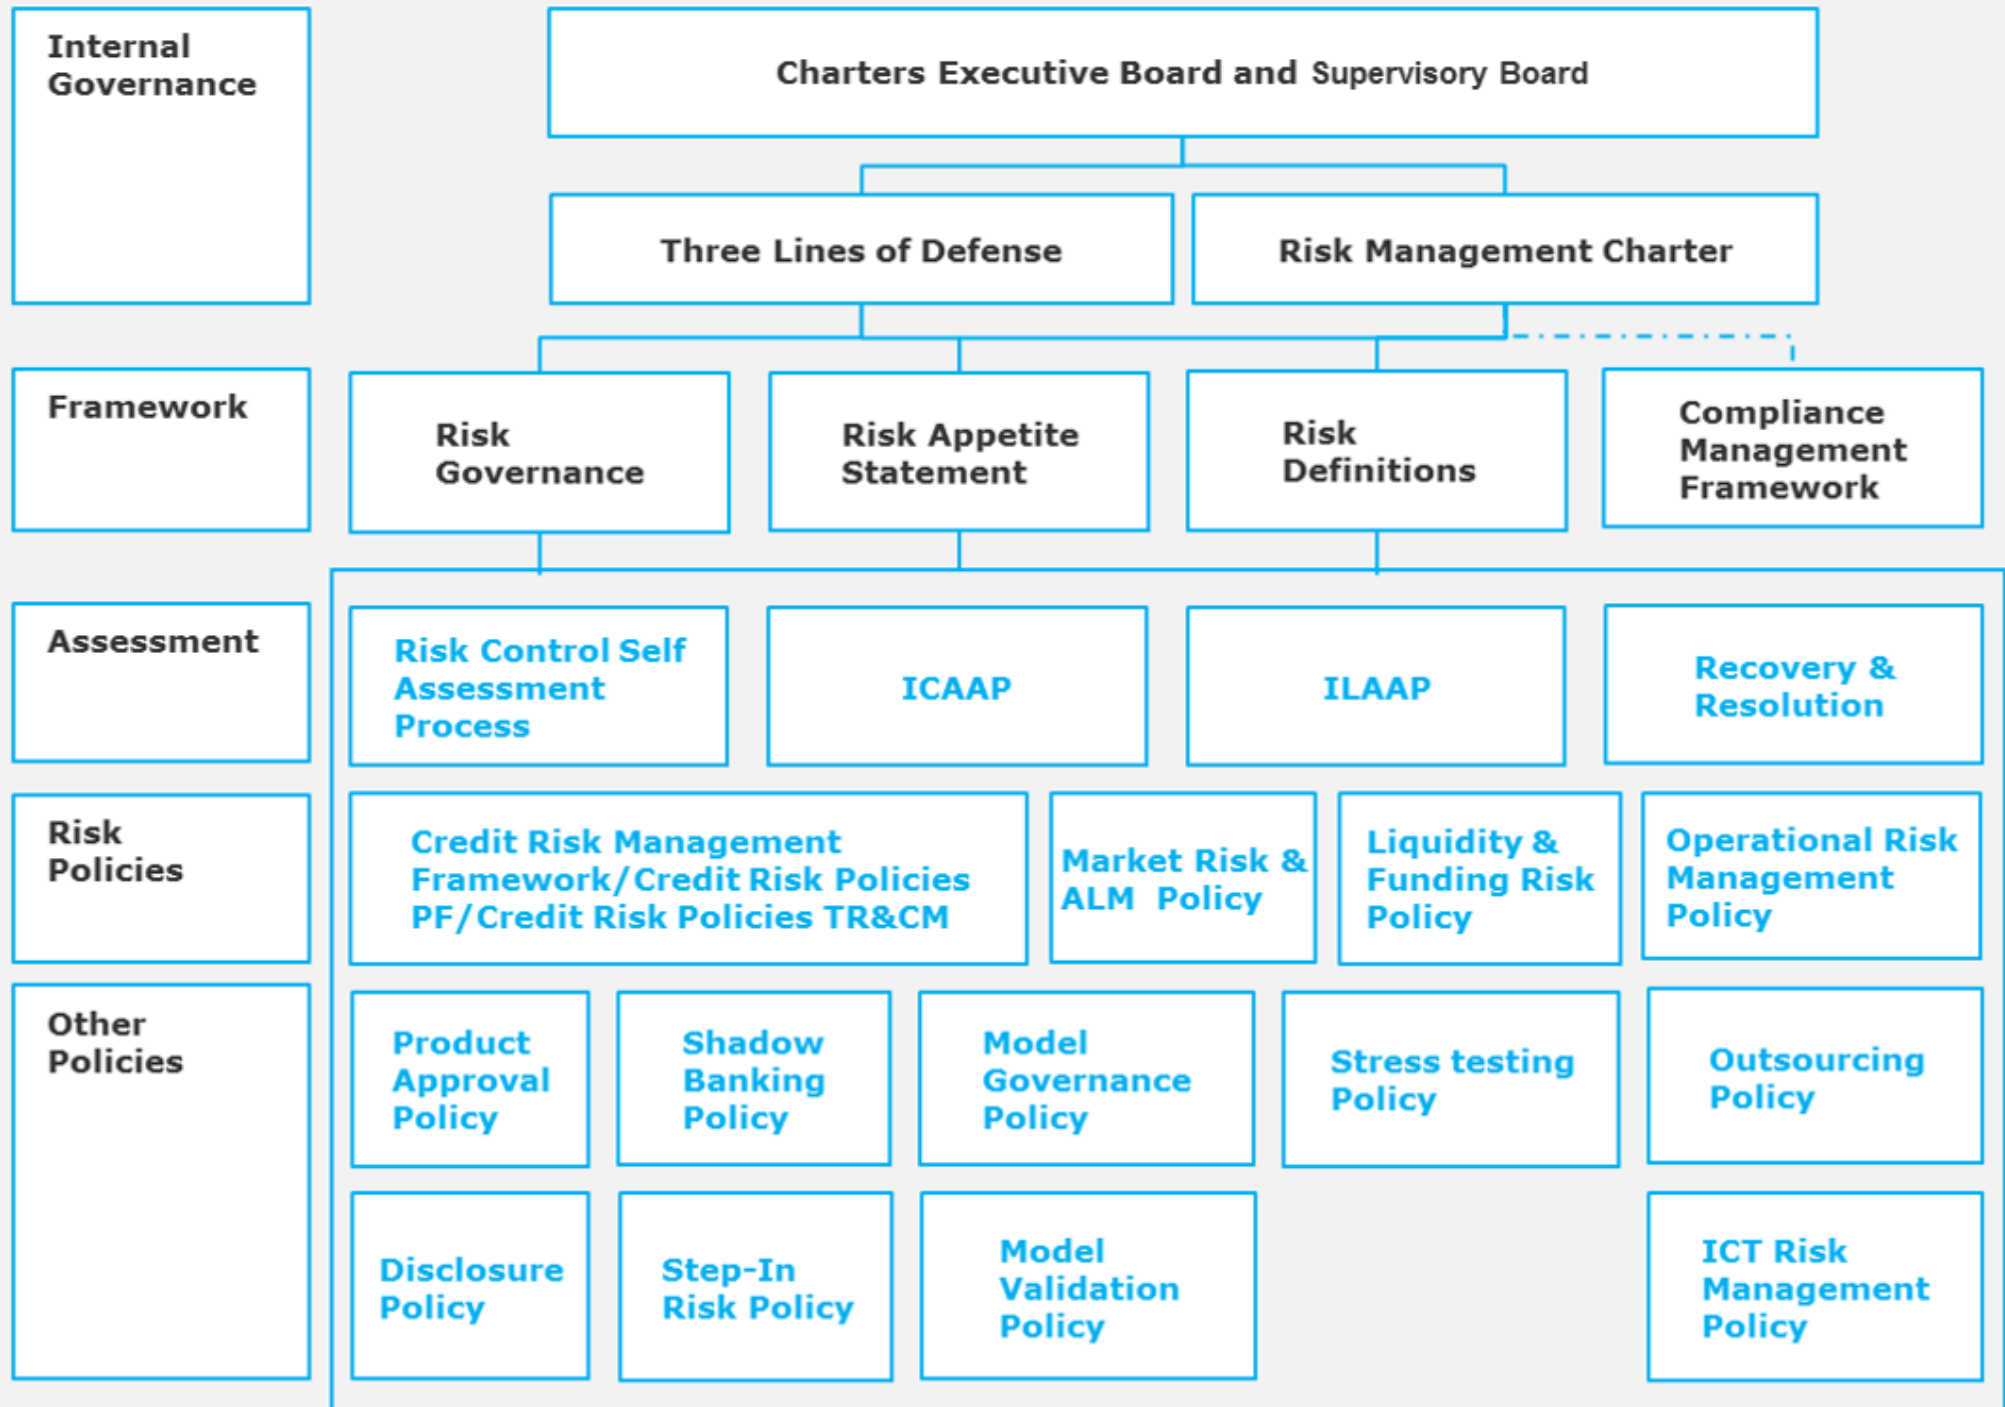 Internal
Governance
Charters Executive Board and Supervisory Board
Three Lines of Defense
Risk Management Charter
Framework
Risk
Governance
Risk Appetite
Statement
Risk
Definitions
Compliance
Management
Framework
Assessment
Risk Control Self
Assessment
Process
ICAAP
ILAAP
Recovery &
Resolution
Risk
Policies
Credit Risk Management
Framework/Credit Risk Policies
PF/Credit Risk Policies TR&CM
Market Risk &
ALM  Policy
Liquidity &
Funding Risk
Policy
Operational Risk
Management
Policy
Other
Policies
Product
Approval
Policy
Shadow
Banking
Policy
Model
Governance
Policy
Stress testing
Policy
Outsourcing
Policy
Disclosure
Policy
Step-In
Risk Policy
Model
Validation
Policy
ICT Risk
Management
Policy